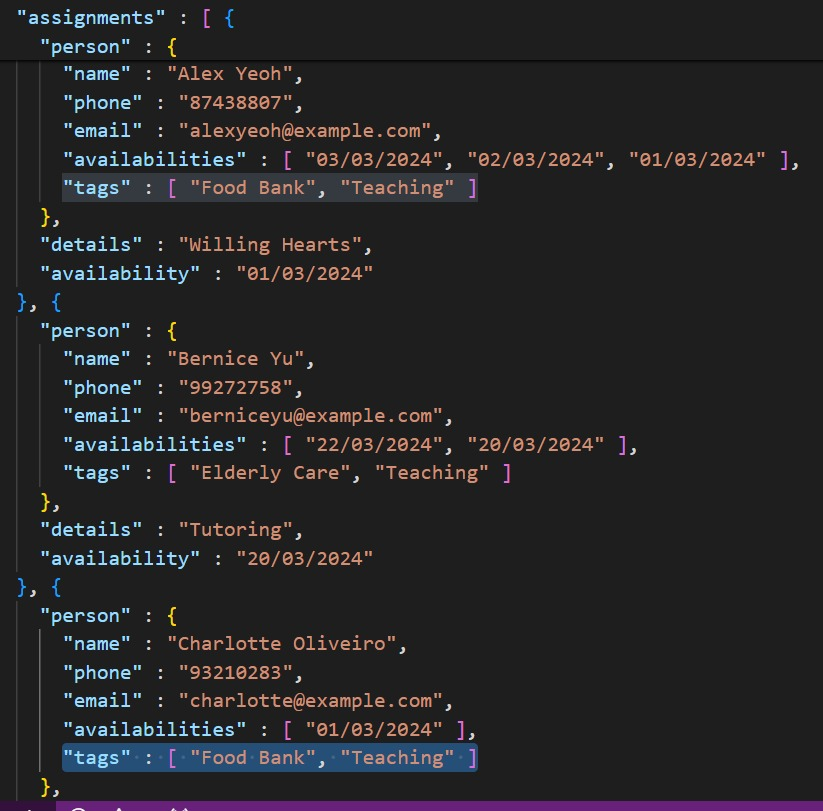 "assignments" : [ {
  "person" : {
    "name" : "Alex Yeoh",
    "phone" : "87438807",
    "email" : "alexyeoh@example.com",
    "availabilities" : [ "03/03/2024", "02/03/2024", "01/03/2024" ],
    "tags" : [ "Food Bank", "Teaching" ]
  },
  "details" : "Willing Hearts",
  "availability" : "01/03/2024"
}, {
  "person" : {
    "name" : "Bernice Yu",
    "phone" : "99272758",
    "email" : "berniceyu@example.com",
    "availabilities" : [ "22/03/2024", "20/03/2024" ],
    "tags" : [ "Elderly Care", "Teaching" ]
  },
  "details" : "Tutoring",
  "availability" : "20/03/2024"
}, {
  "person" : {
    "name" : "Charlotte Oliveiro",
    "phone" : "93210283",
    "email" : "charlotte@example.com",
    "availabilities" : [ "01/03/2024" ],
    "tags" : [ "Food Bank", "Teaching" ]
  },